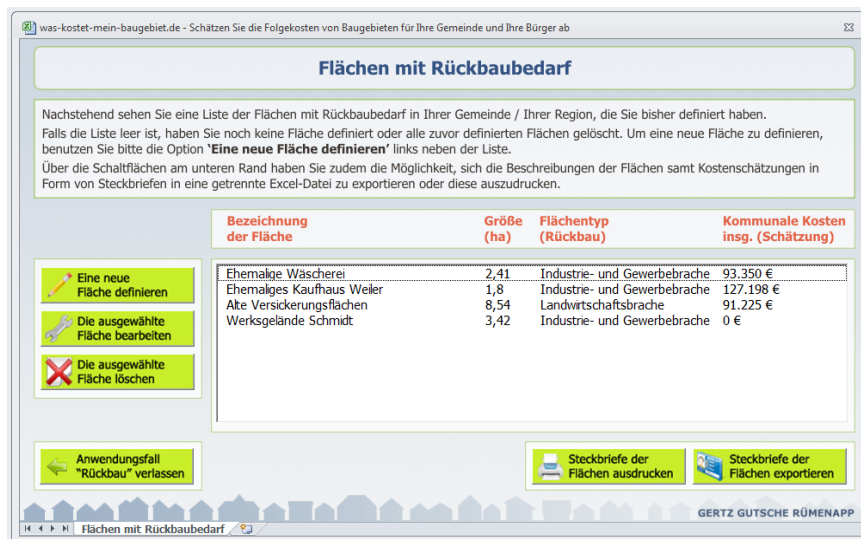 was-kostet-mein-baugebiet.de - Schätzen Sie die Folgekosten von Baugebieten für Ihre Gemeinde und Ihre Bürger ab
Flächen mit Rückbaubedarf
Nachstehend sehen Sie eine Liste der Flächen mit Rückbaubedarf in Ihrer Gemeinde / Ihrer Region, die Sie bisher definiert haben.
Falls die Liste leer ist, haben Sie noch keine Fläche definiert oder alle zuvor definierten Flächen gelöscht. Um eine neue Fläche zu definieren,
benutzen Sie bitte die Option 'Eine neue Fläche definieren' links neben der Liste.
Über die Schaltflächen am unteren Rand haben Sie zudem die Möglichkeit, sich die Beschreibungen der Flächen samt Kostenschätzungen in
Form von Steckbriefen in eine getrennte Excel-Datei zu exportieren oder diese auszudrucken.
Bezeichnung Größe Flächentyp Kommunale Kosten
der Fläche (ha) (Rückbau) insg. (Schätzung)
Eine neue
Fläche definieren
Die ausgewählte
Fläche bearbeiten
Die ausgewählte
Fläche löschen
Ehemalige Wäscherei 2,41 Industrie- und Gewerbebrache 93.350 €
Ehemaliges Kaufhaus Weiler 1,8 Industrie- und Gewerbebrache 127.198 €
Alte Versickerungsflächen 8,54 Landwirtschaftsbrache 91.225 €
Werksgelände Schmidt 3,42 Industrie- und Gewerbebrache 0 €
Anwendungsfall
"Rückbau" verlassen
Steckbriefe der
Flächen ausdrucken
Steckbriefe der
Flächen exportieren
GERTZ GUTSCHE RÜMENAPP
Flächen mit Rückbaubedarf